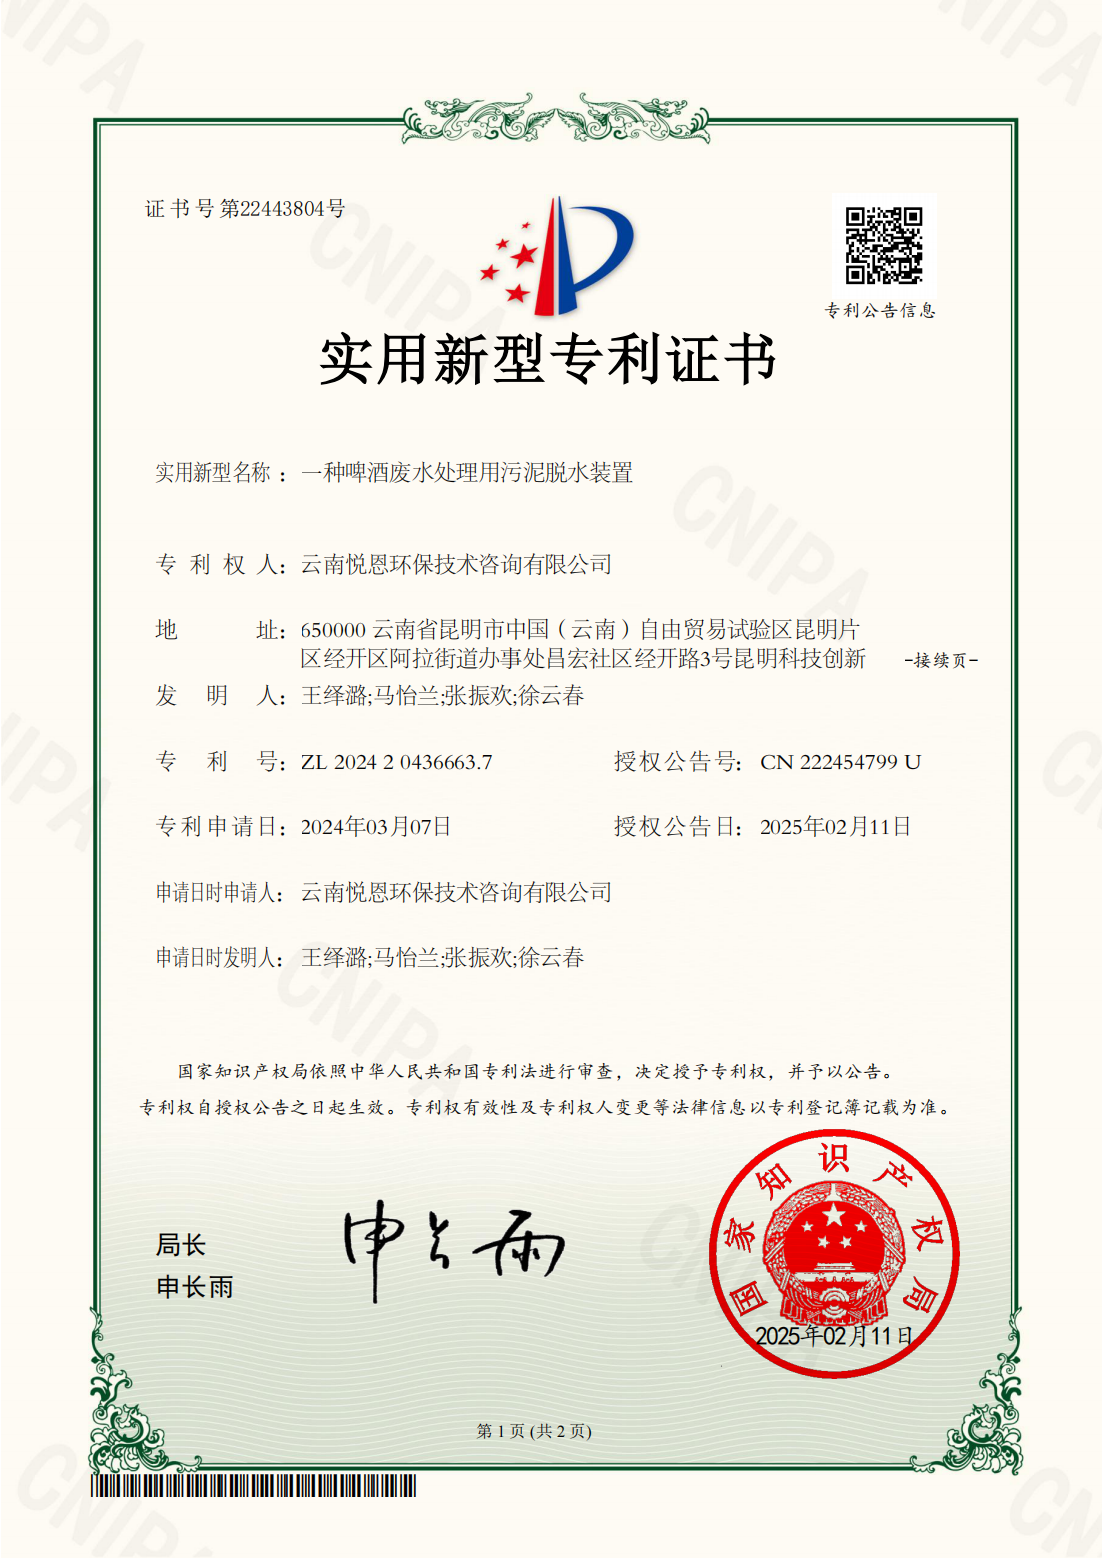 证书号第22443804号
专利公告信息
实用新型专利证书
实用新型名称：一种啤酒废水处理用污泥脱水装置
专利权人：云南悦恩环保技术咨询有限公司
地址：650000 云南省昆明市中国（云南）自由贸易试验区昆明片
区经开区阿拉街道办事处昌宏社区经开路3号昆明科技创新 -接续页-
发明人：王绎潞;马怡兰;张振欢;徐云春
专利号：ZL 2024 2 0436663.7 授权公告号：CN 222454799 U
专利申请日：2024年03月07日 授权公告日：2025年02月11日
申请日时申请人：云南悦恩环保技术咨询有限公司
申请日时发明人：王绎潞;马怡兰;张振欢;徐云春
国家知识产权局依照中华人民共和国专利法进行审查，决定授予专利权，并予以公告。
专利权自授权公告之日起生效。专利权有效性及专利权人变更等法律信息以专利登记簿记载为准。
局长
申长雨
申长雨
国家知识产权局
2025年02月11日
第 1 页 (共 2 页)
CNIPA
CNIPA
CNIPA
CNIPA
CNIPA
CNIPA
CNIPA
CNIPA
CNIPA
CNIPA